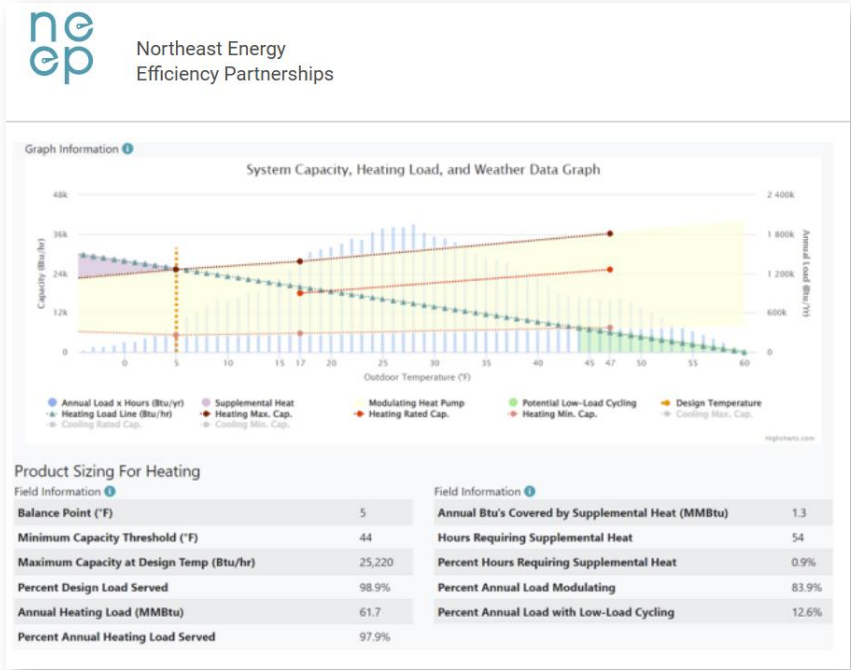 neep
Northeast Energy
Efficiency Partnerships
Graph Information i
System Capacity, Heating Load, and Weather Data Graph
48k
36k
24k
12k
0
Capacity (Btu/hr)
2 400k
1 800k
1 200k
600k
0
Annual Load (Btu/Yr)
0 5 10 15 17 20 25 30 35 40 45 47 50 55 60
Outdoor Temperature (°F)
Annual Load x Hours (Btu/yr) Supplemental Heat Modulating Heat Pump Potential Low-Load Cycling Design Temperature
Heating Load Line (Btu/hr) Heating Max. Cap. Heating Rated Cap. Heating Min. Cap. Cooling Max. Cap.
Cooling Rated Cap. Cooling Min. Cap.
Highcharts.com
Product Sizing For Heating
Field Information i Field Information i
Balance Point (°F) 5 Annual Btu's Covered by Supplemental Heat (MMBtu) 1.3
Minimum Capacity Threshold (°F) 44 Hours Requiring Supplemental Heat 54
Maximum Capacity at Design Temp (Btu/hr) 25,220 Percent Hours Requiring Supplemental Heat 0.9%
Percent Design Load Served 98.9% Percent Annual Load Modulating 83.9%
Annual Heating Load (MMBtu) 61.7 Percent Annual Load with Low-Load Cycling 12.6%
Percent Annual Heating Load Served 97.9%